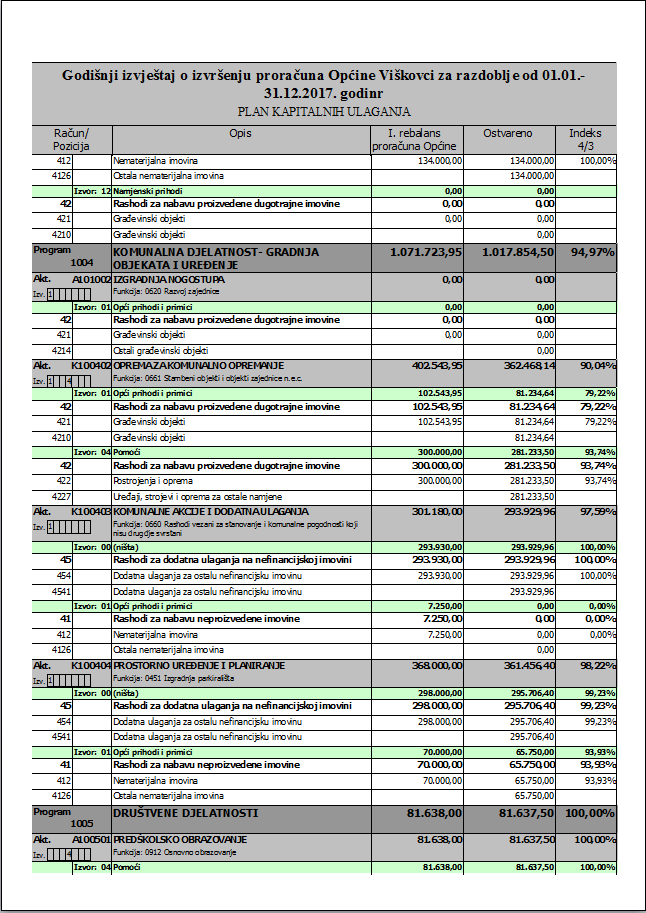 Godišnji izvještaj o izvršenju proračuna Općine Viškovci za razdoblje od 01.01.-
31.12.2017. godinr
PLAN KAPITALNIH ULAGANJA
Račun/ Pozicija Opis I. rebalans proračuna Općine Ostvareno Indeks 4/3
412 Nematerijalna imovina 134.000,00 134.000,00 100,00%
4126 Ostala nematerijalna imovina 134.000,00
Izvor: 12 Namjenski prihodi 0,00 0,00
42 Rashodi za nabavu proizvedene dugotrajne imovine 0,00 0,00
421 Građevinski objekti 0,00 0,00
4210 Građevinski objekti 0,00
Program 1004 KOMUNALNA DJELATNOST- GRADNJA OBJEKATA I UREĐENJE 1.071.723,95 1.017.854,50 94,97%
Akt. A101002 IZGRADNJA NOGOSTUPA 0,00 0,00
Izv. 1 Funkcija: 0620 Razvoj zajednice
Izvor: 01 Opći prihodi i primici 0,00 0,00
42 Rashodi za nabavu proizvedene dugotrajne imovine 0,00 0,00
421 Građevinski objekti 0,00 0,00
4214 Ostali građevinski objekti 0,00
Akt. K100402 OPREMA ZA KOMUNALNO OPREMANJE 402.543,95 362.468,14 90,04%
Izv. 1 4 Funkcija: 0661 Stambeni objekti i objekti zajednice n.e.c.
Izvor: 01 Opći prihodi i primici 102.543,95 81.234,64 79,22%
42 Rashodi za nabavu proizvedene dugotrajne imovine 102.543,95 81.234,64 79,22%
421 Građevinski objekti 102.543,95 81.234,64 79,22%
4210 Građevinski objekti 81.234,64
Izvor: 04 Pomoći 300.000,00 281.233,50 93,74%
42 Rashodi za nabavu proizvedene dugotrajne imovine 300.000,00 281.233,50 93,74%
422 Postrojenja i oprema 300.000,00 281.233,50 93,74%
4227 Uređaji, strojevi i oprema za ostale namjene 281.233,50
Akt. K100403 KOMUNALNE AKCIJE I DODATNA ULAGANJA 301.180,00 293.929,96 97,59%
Izv. 1 Funkcija: 0660 Rashodi vezani za stanovanje i komunalne pogodnosti koji
nisu drugdje svrstani
Izvor: 00 (ništa) 293.930,00 293.929,96 100,00%
45 Rashodi za dodatna ulaganja na nefinancijskoj imovini 293.930,00 293.929,96 100,00%
454 Dodatna ulaganja za ostalu nefinancijsku imovinu 293.930,00 293.929,96 100,00%
4541 Dodatna ulaganja za ostalu nefinancijsku imovinu 293.929,96
Izvor: 01 Opći prihodi i primici 7.250,00 0,00 0,00%
41 Rashodi za nabavu neproizvedene imovine 7.250,00 0,00 0,00%
412 Nematerijalna imovina 7.250,00 0,00 0,00%
4126 Ostala nematerijalna imovina 0,00
Akt. K100404 PROSTORNO UREĐENJE I PLANIRANJE 368.000,00 361.456,40 98,22%
Izv. 1 Funkcija: 0451 Izgradnja parkirališta
Izvor: 00 (ništa) 298.000,00 295.706,40 99,23%
45 Rashodi za dodatna ulaganja na nefinancijskoj imovini 298.000,00 295.706,40 99,23%
454 Dodatna ulaganja za ostalu nefinancijsku imovinu 298.000,00 295.706,40 99,23%
4541 Dodatna ulaganja za ostalu nefinancijsku imovinu 295.706,40
Izvor: 01 Opći prihodi i primici 70.000,00 65.750,00 93,93%
41 Rashodi za nabavu neproizvedene imovine 70.000,00 65.750,00 93,93%
412 Nematerijalna imovina 70.000,00 65.750,00 93,93%
4126 Ostala nematerijalna imovina 65.750,00
Program 1005 DRUŠTVENE DJELATNOSTI 81.638,00 81.637,50 100,00%
Akt. A100501 PREDŠKOLSKO OBRAZOVANJE 81.638,00 81.637,50 100,00%
Izv. 4 Funkcija: 0912 Osnovno obrazovanje
Izvor: 04 Pomoći 81.638,00 81.637,50 100,00%